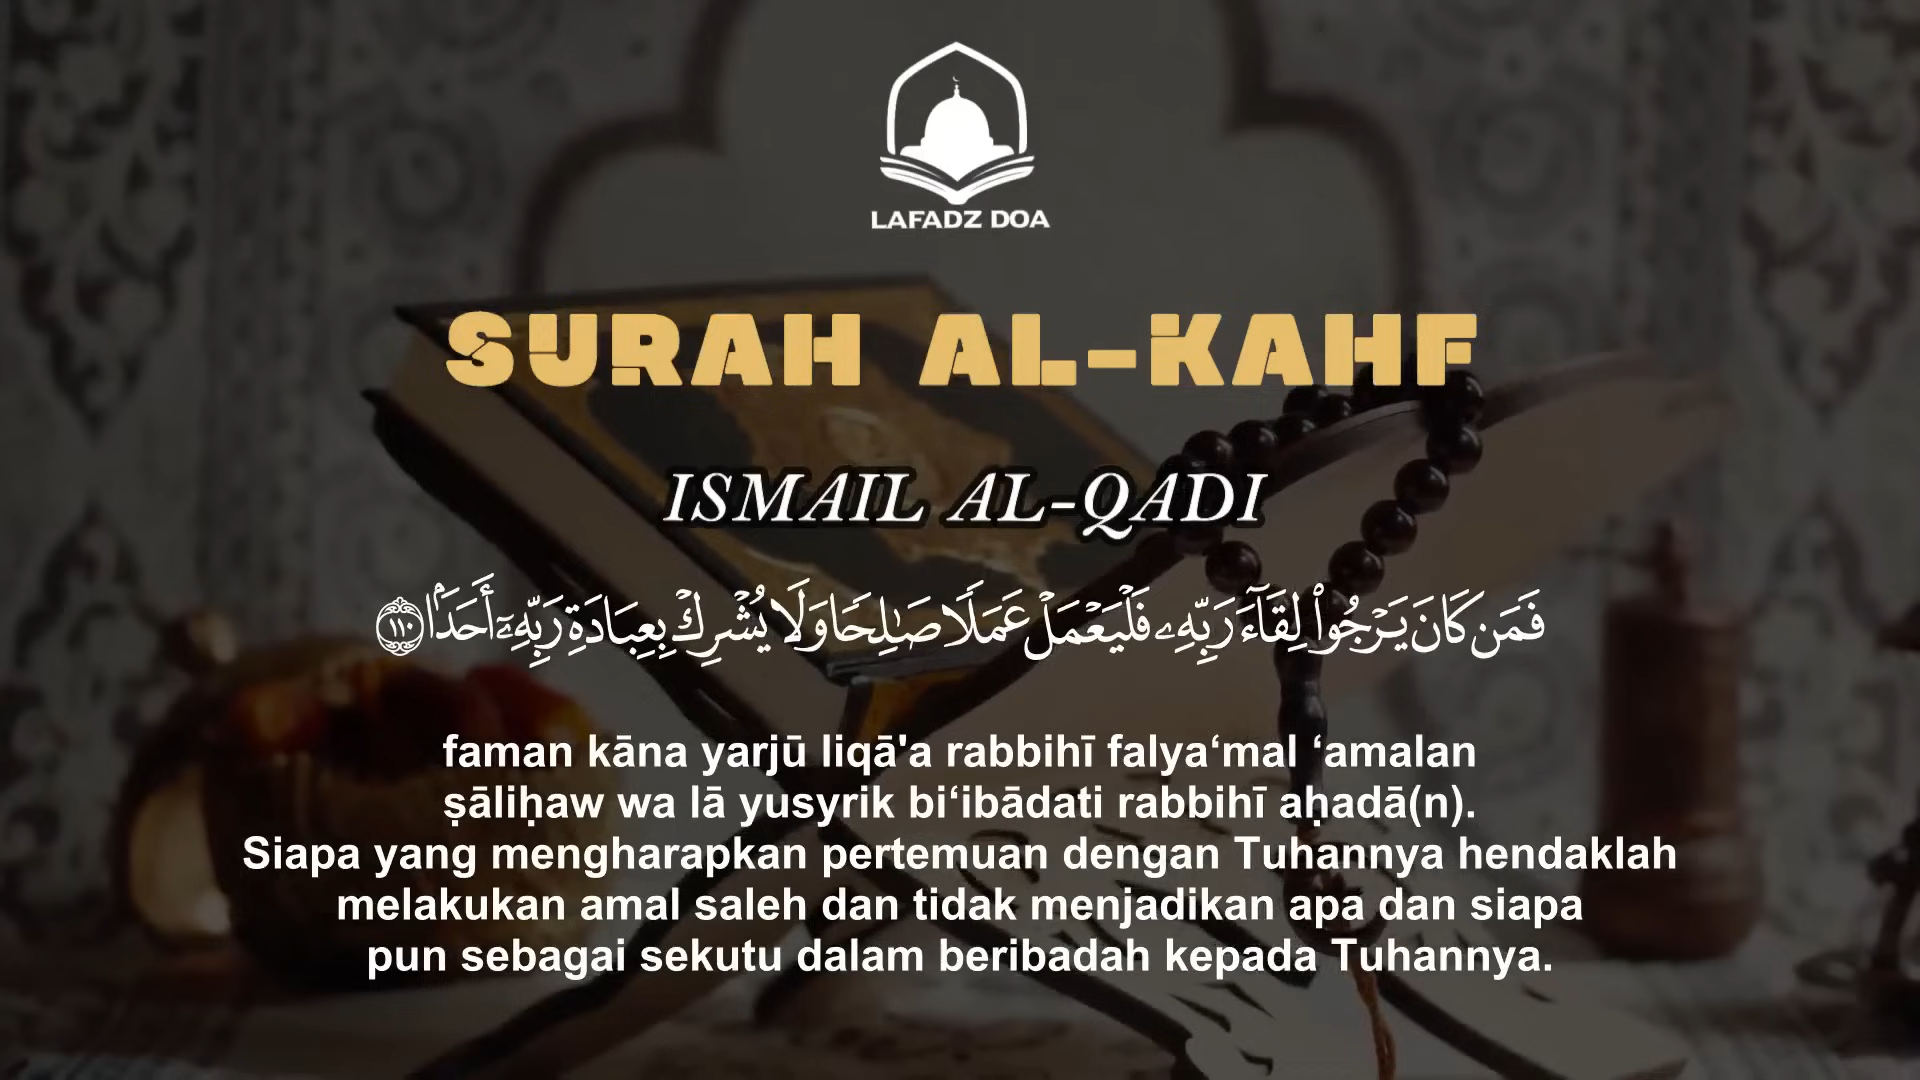 LAFADZ DOA
SURAH AL-KAHF
ISMAIL AL-QADI
فَمَن كَانَ يَرْجُوا۟ لِقَآءَ رَبِّهِۦ فَلْيَعْمَلْ عَمَلًا صَـٰلِحًا وَلَا يُشْرِكْ بِعِبَادَةِ رَبِّهِۦٓ أَحَدًۢا ١١٠
faman kāna yarjū liqā'a rabbihī falya‘mal ‘amalan
ṣāliḥaw wa lā yusyrik bi‘ibādati rabbihī aḥadā(n).
Siapa yang mengharapkan pertemuan dengan Tuhannya hendaklah
melakukan amal saleh dan tidak menjadikan apa dan siapa
pun sebagai sekutu dalam beribadah kepada Tuhannya.